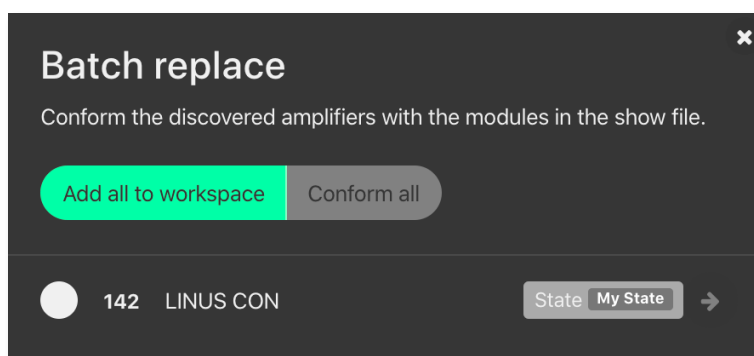 Batch replace
Conform the discovered amplifiers with the modules in the show file.
Add all to workspace Conform all
142 LINUS CON State My State